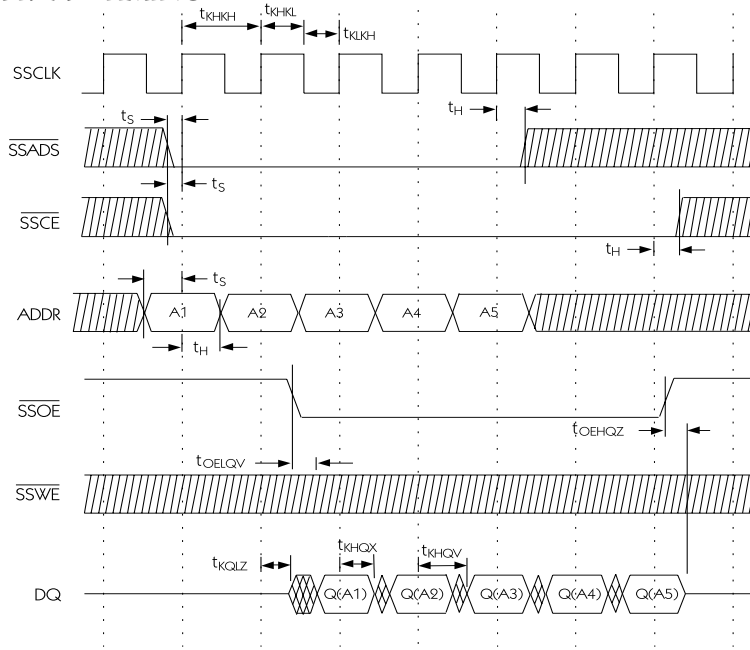 tKHKH
tKHKL
tKLKH
SSCLK
tS
tH
SSADS
tS
SSCE
tH
tS
ADDR
A1
A2
A3
A4
A5
tH
SSOE
tOEHQZ
tOELQV
SSWE
tKQLZ
tKHQX
tKHQV
DQ
Q(A1)
Q(A2)
Q(A3)
Q(A4)
Q(A5)